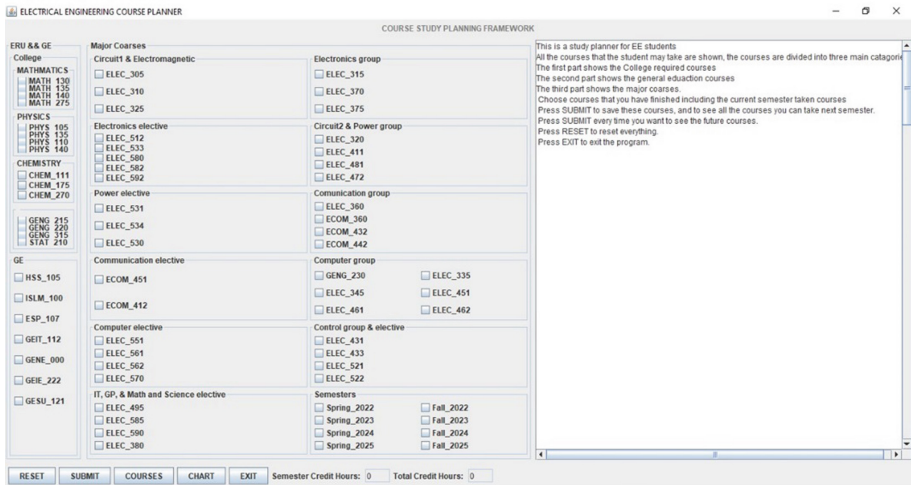 ELECTRICAL ENGINEERING COURSE PLANNER
COURSE STUDY PLANNING FRAMEWORK
ERU && GE
College
MATHMATICS
MATH 130
MATH 135
MATH 140
MATH 275
PHYSICS
PHYS 105
PHYS 135
PHYS 110
PHYS 140
CHEMISTRY
CHEM_111
CHEM_175
CHEM_270
GENG 215
GENG 220
GENG 315
STAT 210
GE
HSS_105
ISLM_100
ESP_107
GEIT_112
GENE_000
GEIE_222
GESU_121
Major Coarses
Circuit1 & Electromagnetic
ELEC_305
ELEC_310
ELEC_325
Electronics group
ELEC_315
ELEC_370
ELEC_375
Electronics elective
ELEC_512
ELEC_533
ELEC_580
ELEC_582
ELEC_592
Circuit2 & Power group
ELEC_320
ELEC_411
ELEC_481
ELEC_472
Power elective
ELEC_531
ELEC_534
ELEC_530
Comunication group
ELEC_360
ECOM_360
ECOM_432
ECOM_442
Communication elective
ECOM_451
ECOM_412
Computer group
GENG_230 ELEC_335
ELEC_345 ELEC_451
ELEC_461 ELEC_462
Computer elective
ELEC_551
ELEC_561
ELEC_562
ELEC_570
Control group & elective
ELEC_431
ELEC_433
ELEC_521
ELEC_522
IT, GP, & Math and Science elective
ELEC_495
ELEC_585
ELEC_590
ELEC_380
Semesters
Spring_2022 Fall_2022
Spring_2023 Fall_2023
Spring_2024 Fall_2024
Spring_2025 Fall_2025
This is a study planner for EE students
All the courses that the student may take are shown, the courses are divided into three main catagorie
The first part shows the College required courses
The second part shows the general eduaction courses
The third part shows the major coarses.
Choose courses that you have finished including the current semester taken courses
Press SUBMIT to save these courses, and to see all the courses you can take next semester.
Press SUBMIT every time you want to see the future courses.
Press RESET to reset everything.
Press EXIT to exit the program.
RESET SUBMIT COURSES CHART EXIT Semester Credit Hours: 0 Total Credit Hours: 0